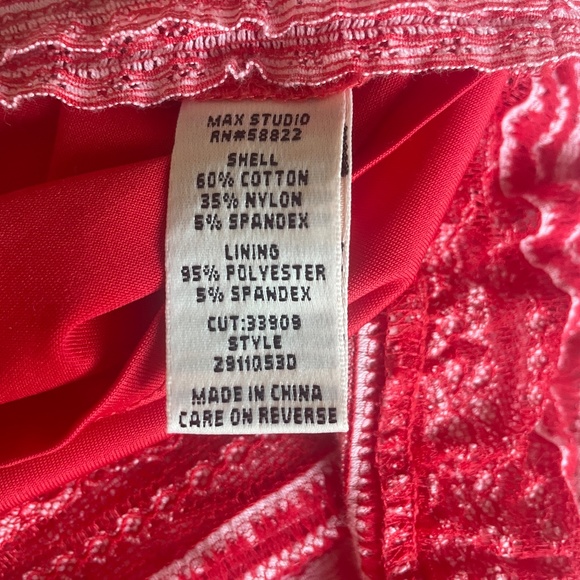 MAX STUDIO
RN#58822
SHELL
60% COTTON
35% NYLON
5% SPANDEX
LINING
95% POLYESTER
5% SPANDEX
CUT:33909
STYLE
2911Q53D
MADE IN CHINA
CARE ON REVERSE